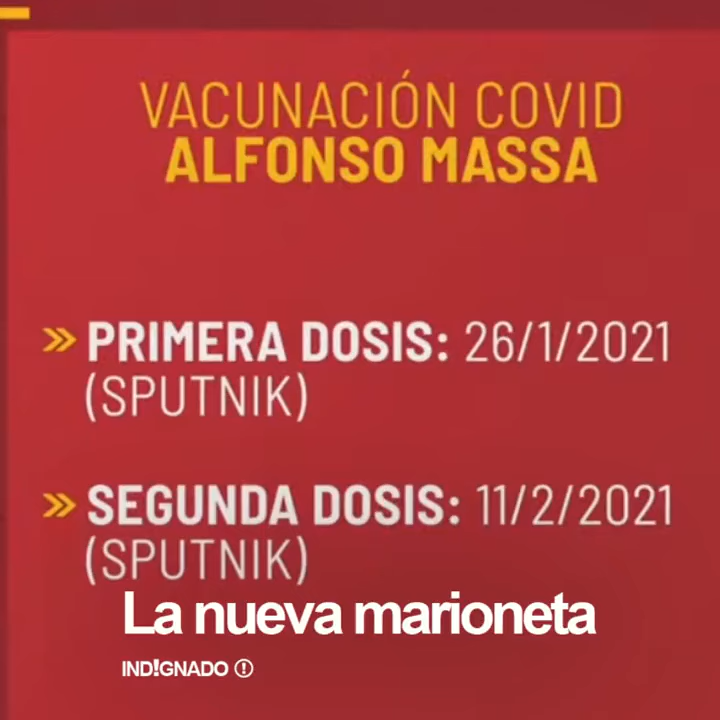 VACUNACIÓN COVID
ALFONSO MASSA
» PRIMERA DOSIS: 26/1/2021
(SPUTNIK)
» SEGUNDA DOSIS: 11/2/2021
(SPUTNIK)
La nueva marioneta
IND!GNADO